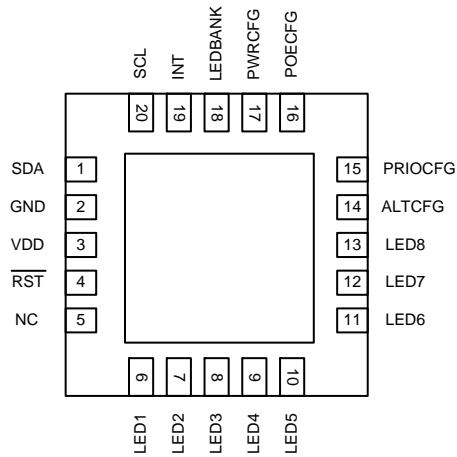 SCL
INT
LEDBANK
PWRCFG
POECFG
20
19
18
17
16
SDA 1
15 PRIOCFG
GND 2
14 ALTCFG
VDD 3
13 LED8
RST 4
12 LED7
NC 5
11 LED6
6
7
8
9
10
LED1
LED2
LED3
LED4
LED5